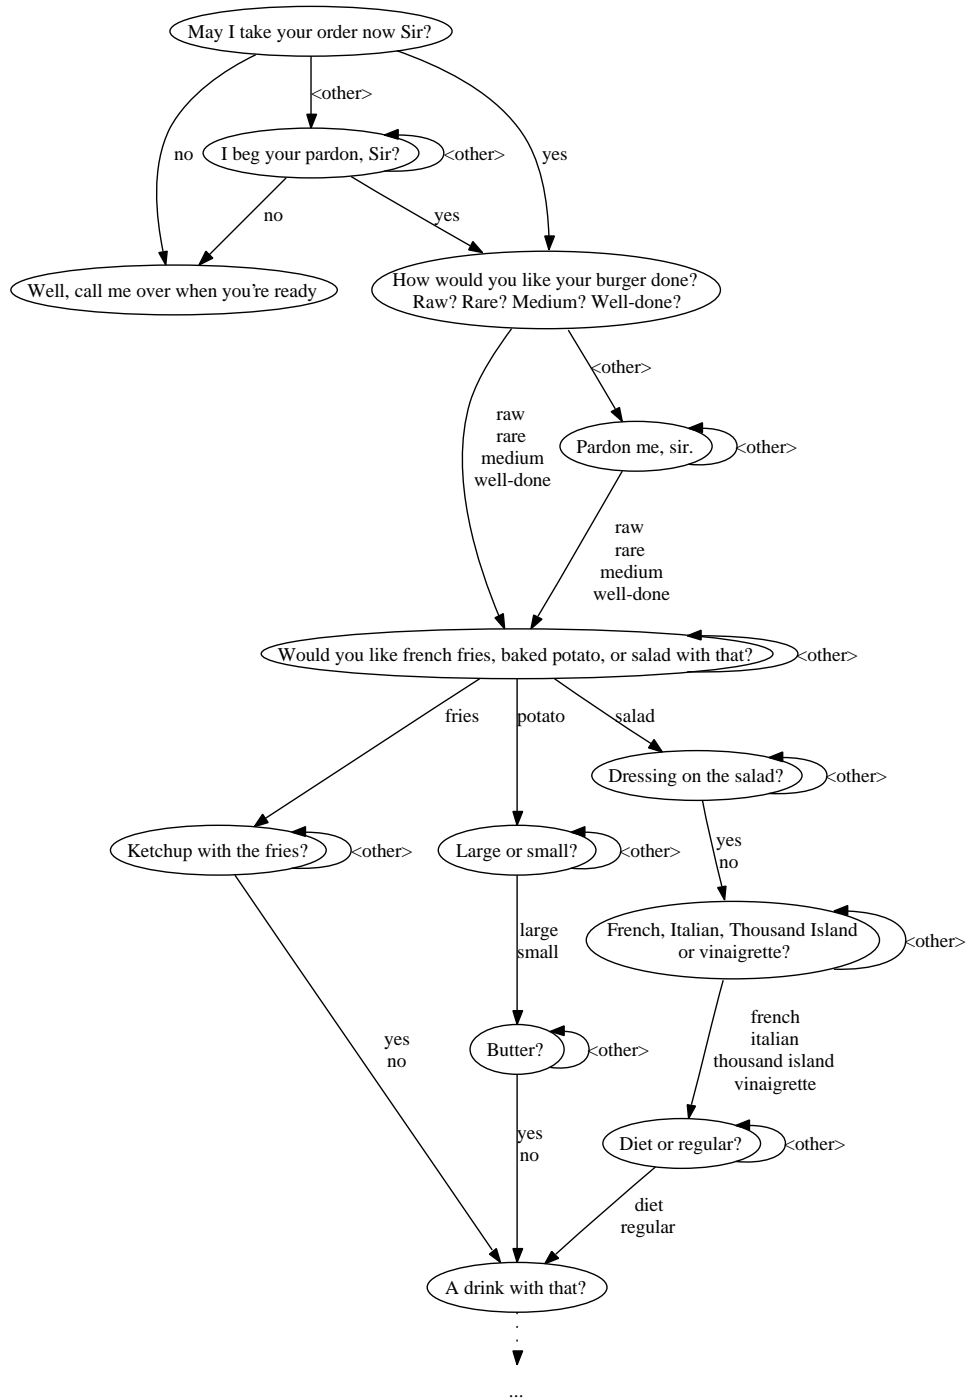 May I take your order now Sir?
<other>
no
I beg your pardon, Sir?
<other>
yes
no
yes
Well, call me over when you're ready
How would you like your burger done?
Raw? Rare? Medium? Well-done?
<other>
raw
rare
medium
well-done
Pardon me, sir.
<other>
raw
rare
medium
well-done
Would you like french fries, baked potato, or salad with that?
<other>
fries
potato
salad
Dressing on the salad?
<other>
Ketchup with the fries?
<other>
Large or small?
<other>
yes
no
large
small
French, Italian, Thousand Island
or vinaigrette?
<other>
yes
no
Butter?
<other>
french
italian
thousand island
vinaigrette
yes
no
Diet or regular?
<other>
diet
regular
A drink with that?
...